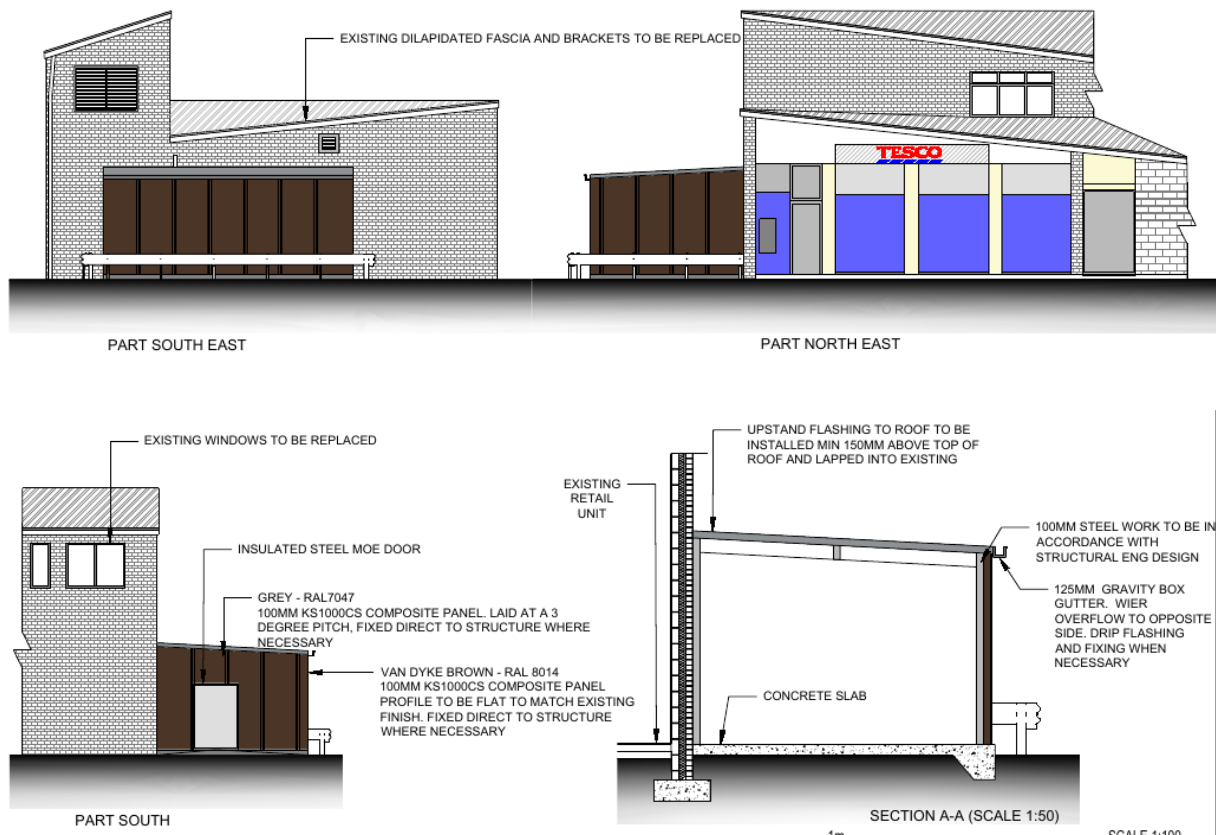 EXISTING DILAPIDATED FASCIA AND BRACKETS TO BE REPLACED
TESCO
PART SOUTH EAST
PART NORTH EAST
EXISTING WINDOWS TO BE REPLACED
INSULATED STEEL MOE DOOR
GREY - RAL7047
100MM KS1000CS COMPOSITE PANEL. LAID AT A 3
DEGREE PITCH, FIXED DIRECT TO STRUCTURE WHERE
NECESSARY
VAN DYKE BROWN - RAL 8014
100MM KS1000CS COMPOSITE PANEL
PROFILE TO BE FLAT TO MATCH EXISTING
FINISH. FIXED DIRECT TO STRUCTURE
WHERE NECESSARY
PART SOUTH
UPSTAND FLASHING TO ROOF TO BE
INSTALLED MIN 150MM ABOVE TOP OF
ROOF AND LAPPED INTO EXISTING
EXISTING
RETAIL
UNIT
100MM STEEL WORK TO BE IN
ACCORDANCE WITH
STRUCTURAL ENG DESIGN
125MM GRAVITY BOX
GUTTER. WIER
OVERFLOW TO OPPOSITE
SIDE. DRIP FLASHING
AND FIXING WHEN
NECESSARY
CONCRETE SLAB
SECTION A-A (SCALE 1:50)
1m
SCALE 1:100